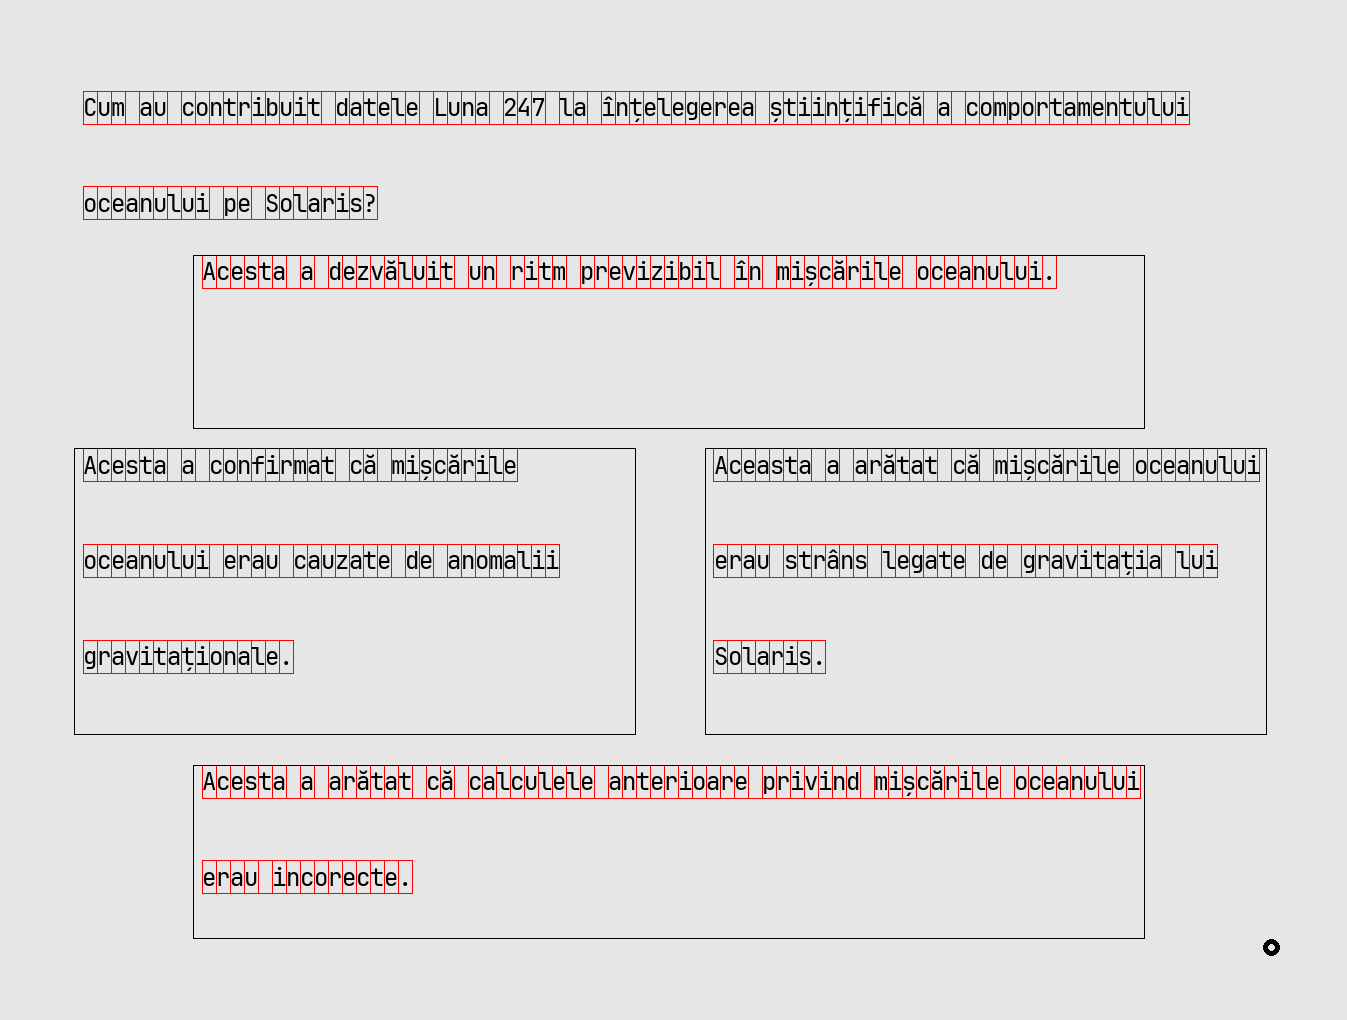 Cum au contribuit datele Luna 247 la înțelegerea științifică a comportamentului
oceanului pe Solaris?
Acesta a dezvăluit un ritm previzibil în mișcările oceanului.
Acesta a confirmat că mișcările
oceanului erau cauzate de anomalii
gravitaționale.
Aceasta a arătat că mișcările oceanului
erau strâns legate de gravitația lui
Solaris.
Acesta a arătat că calculele anterioare privind mișcările oceanului
erau incorecte.